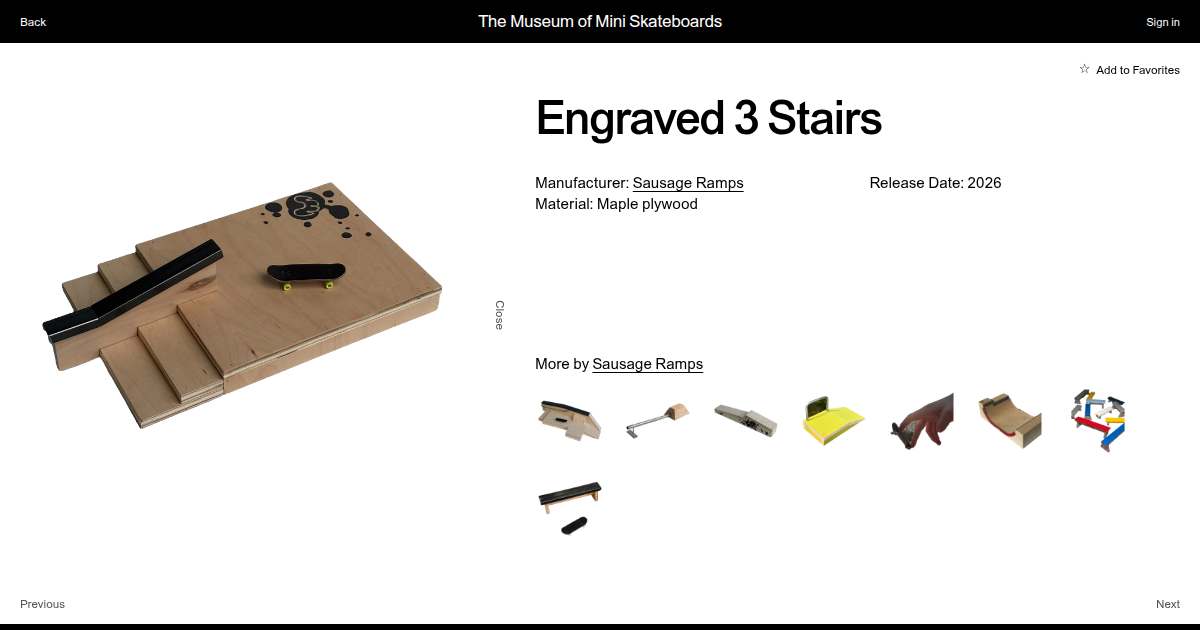 Back
The Museum of Mini Skateboards
Sign in
☆ Add to Favorites
Engraved 3 Stairs
Manufacturer: Sausage Ramps
Material: Maple plywood
Release Date: 2026
Close
More by Sausage Ramps
Previous
Next